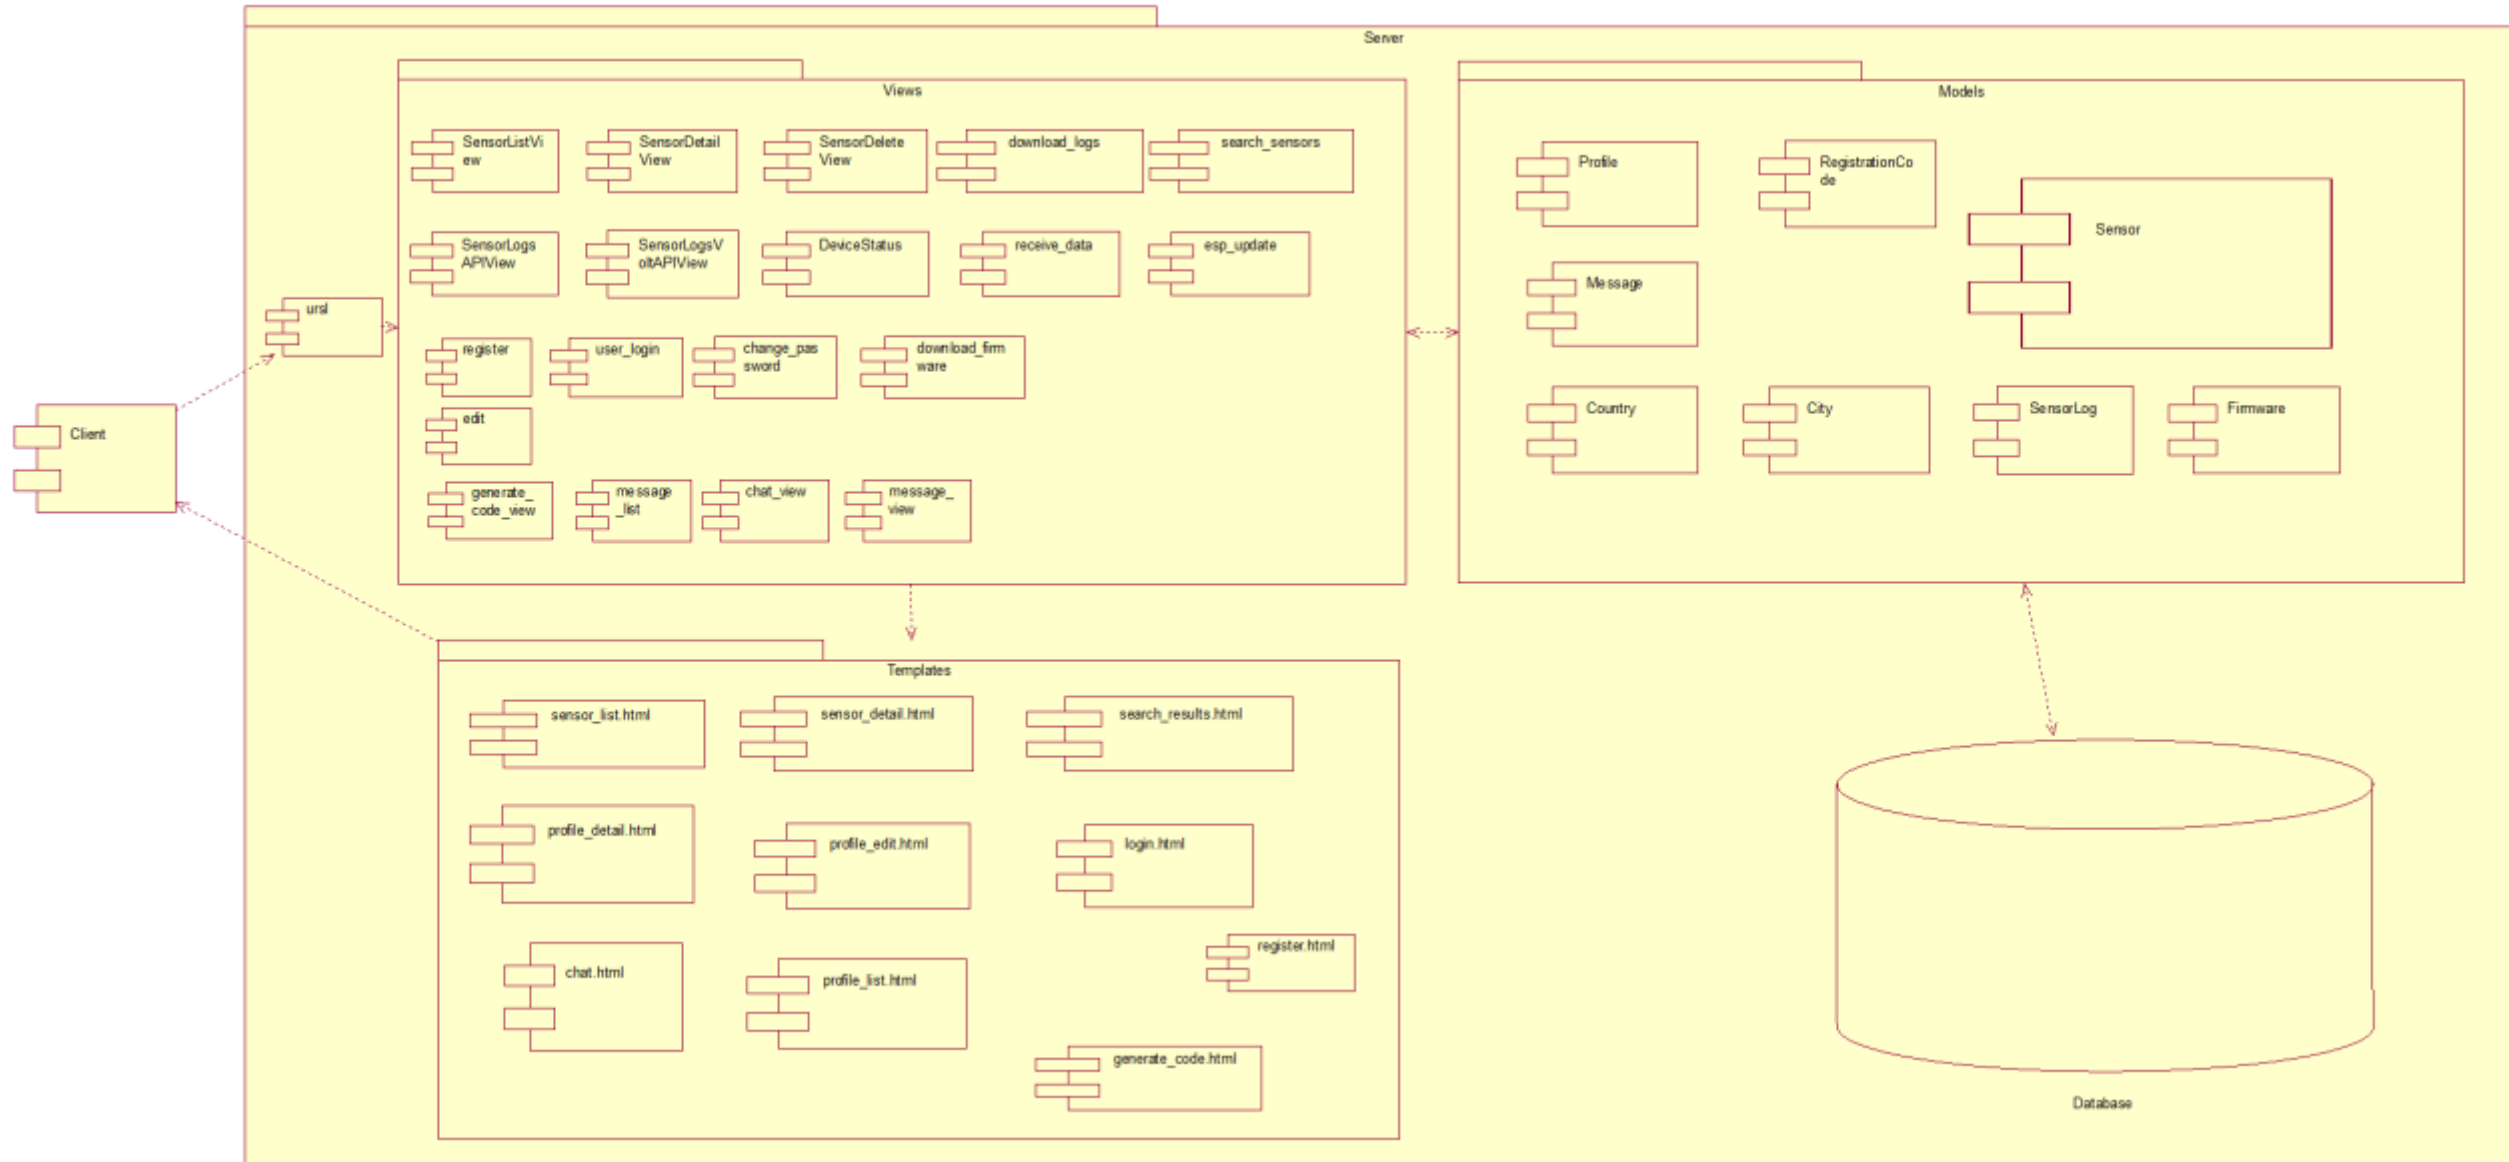 Server
Views
SensorListVi
ew
SensorDetail
View
SensorDelete
View
download_logs
search_sensors
SensorLogs
APIView
SensorLogsV
oltAPIView
DeviceStatus
receive_data
esp_update
register
user_login
change_pas
sword
download_firm
ware
edit
generate_
code_view
message
_list
chat_view
message_
view
Models
Profile
RegistrationCo
de
Sensor
Message
Country
City
SensorLog
Firmware
ursl
Client
Templates
sensor_list.html
sensor_detail.html
search_results.html
profile_detail.html
profile_edit.html
login.html
chat.html
profile_list.html
register.html
generate_code.html
Database